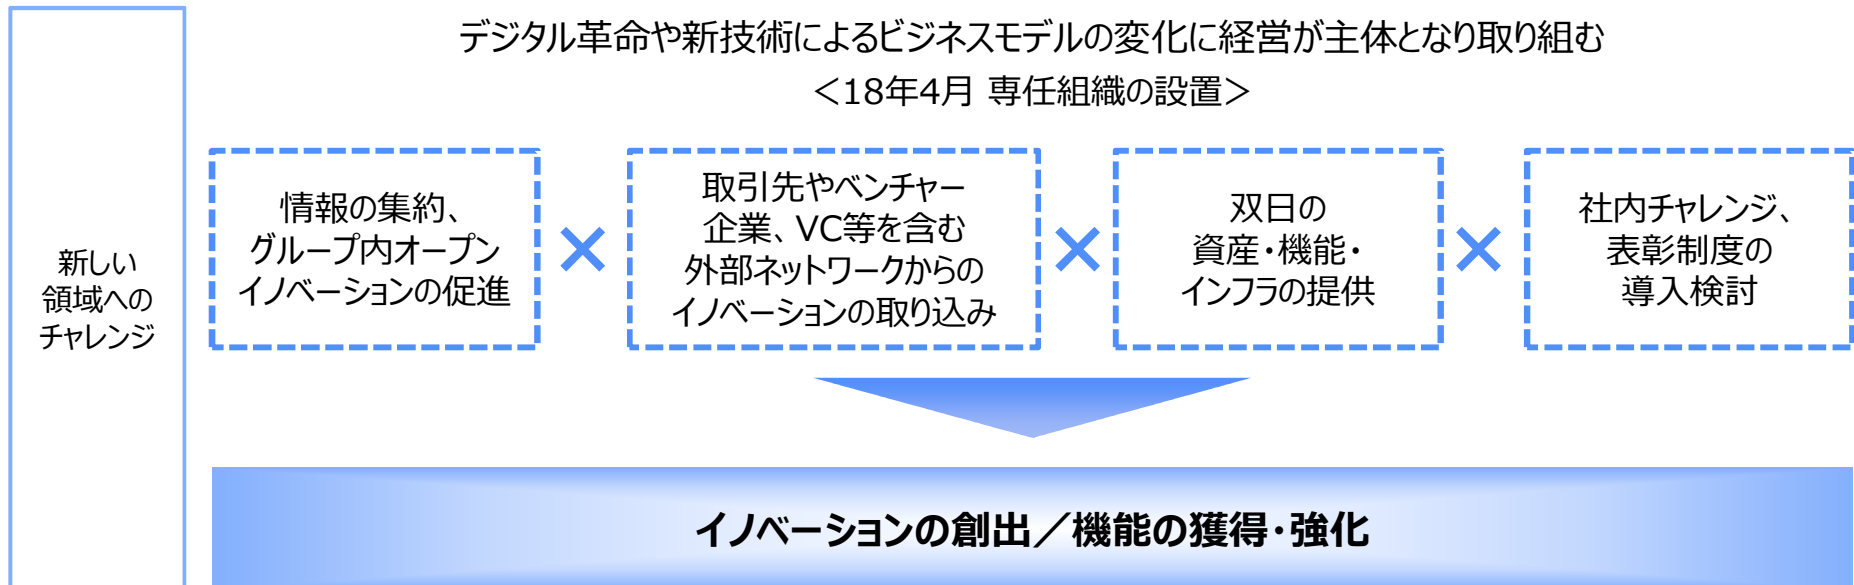 デジタル革命や新技術によるビジネスモデルの変化に経営が主体となり取り組む
＜18年4月 専任組織の設置＞
新しい
領域への
チャレンジ
情報の集約、
グループ内オープン
イノベーションの促進
×
取引先やベンチャー
企業、VC等を含む
外部ネットワークからの
イノベーションの取り込み
×
双日の
資産・機能・
インフラの提供
×
社内チャレンジ、
表彰制度の
導入検討
イノベーションの創出／機能の獲得・強化